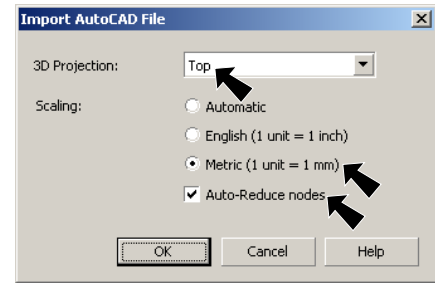 Import AutoCAD File
3D Projection: Top
Scaling: Automatic
English (1 unit = 1 inch)
Metric (1 unit = 1 mm)
Auto-Reduce nodes
OK Cancel Help